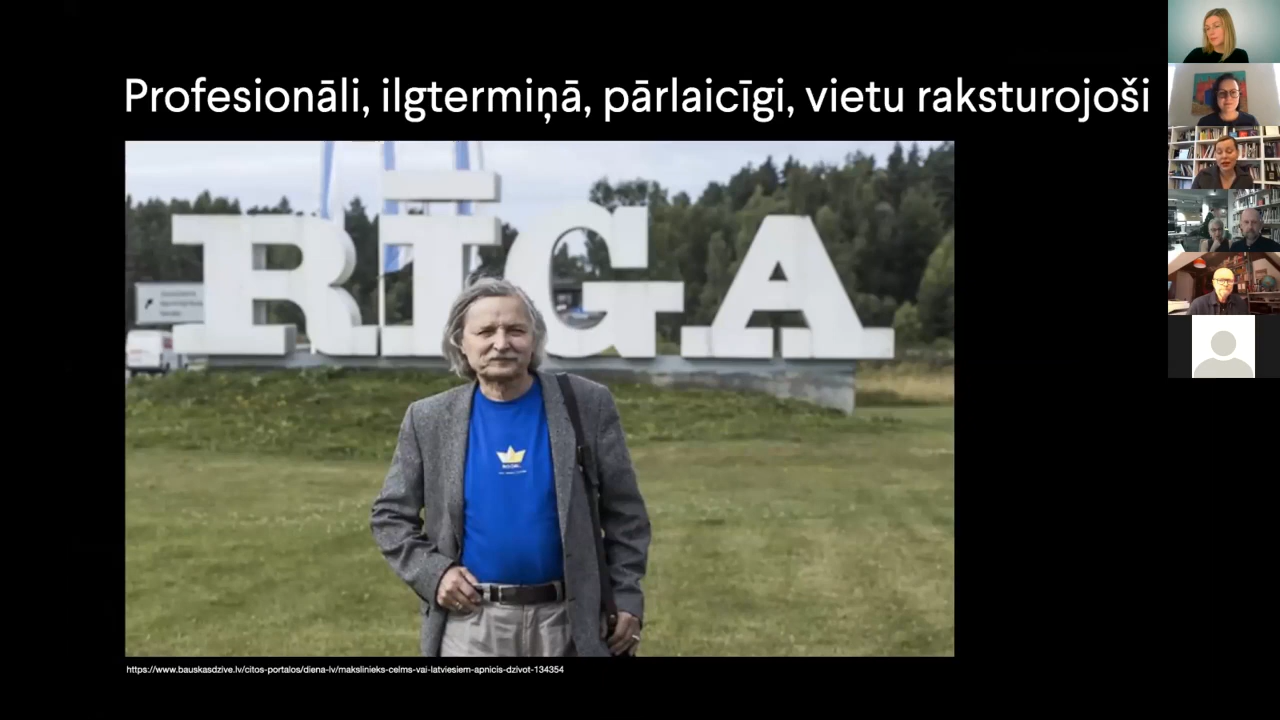 Profesionāli, ilgtermiņā, pārlaicīgi, vietu raksturojoši
RĪGA
https://www.bauskasdzive.lv/citos-portalos/diena-lv/makslinieks-celms-vai-latviesiem-apnicis-dzivot-134354